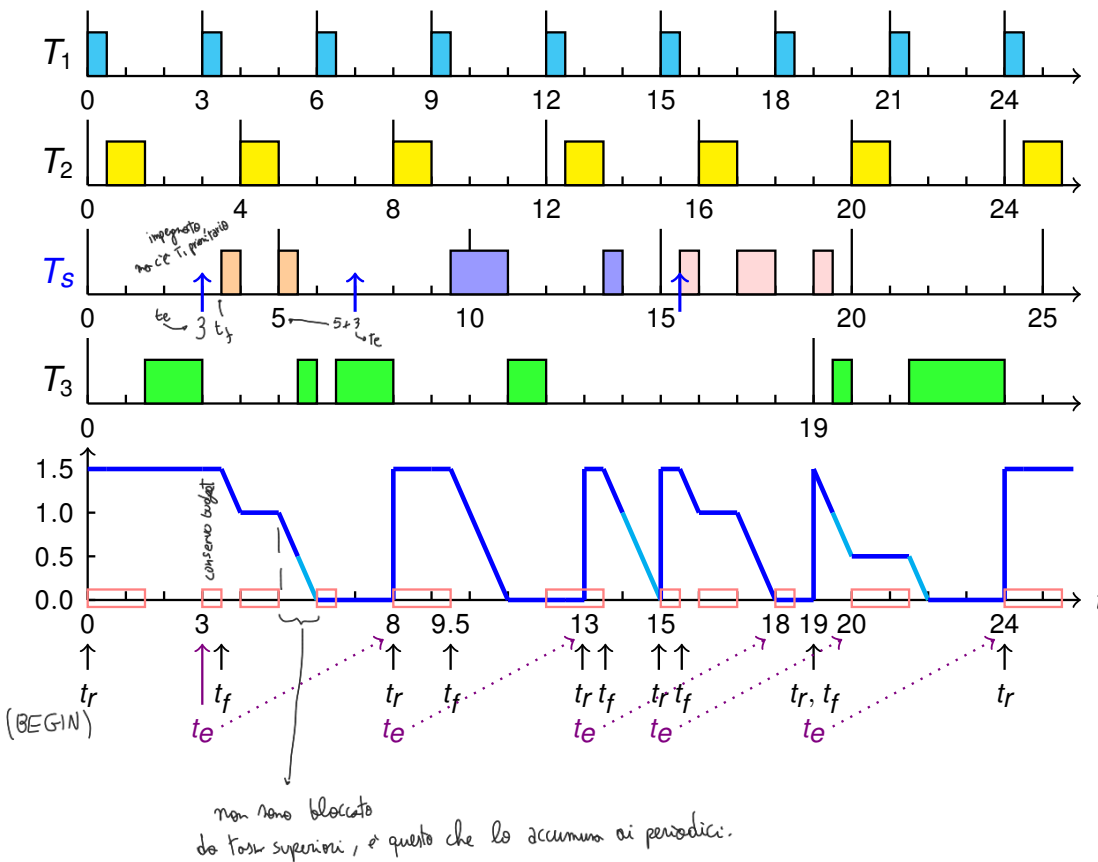 T1
0 3 6 9 12 15 18 21 24
T2
0 4 8 12 16 20 24
impegnato,
ma c'è T1 prioritario
Ts
0 5 10 15 20 25
te 3 tf 5+3
te
T3
0 19
1.5
1.0
0.5
0.0
conservo budget
0 3 8 9.5 13 15 18 19 20 24
tr tf tr tf tr tf tr tf tr, tf tr
(BEGIN) te te te te te
non sono bloccato
da task superiori, è questo che lo accumuna ai periodici.